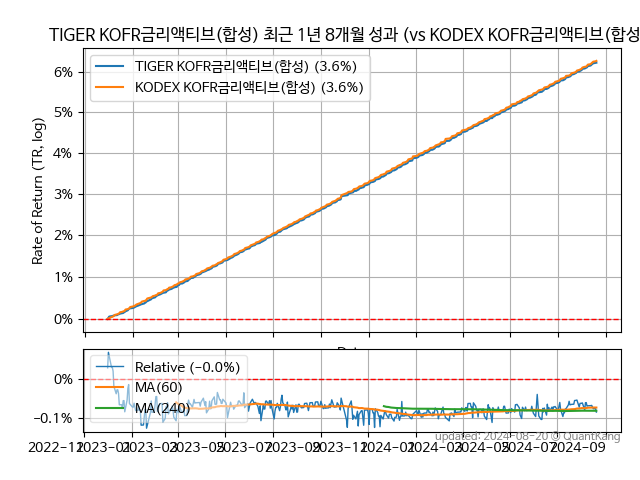 TIGER KOFR금리액티브(합성) 최근 1년 8개월 성과 (vs KODEX KOFR금리액티브(합성
TIGER KOFR금리액티브(합성) (3.6%)
KODEX KOFR금리액티브(합성) (3.6%)
Rate of Return (TR, log)
6%
5%
4%
3%
2%
1%
0%
Relative (-0.0%)
MA(60)
MA(240)
0%
-0.1%
updated: 2024-08-20 @ QuantKang
2022-11
2023-01
2023-03
2023-05
2023-07
2023-09
2023-11
2024-01
2024-03
2024-05
2024-07
2024-09